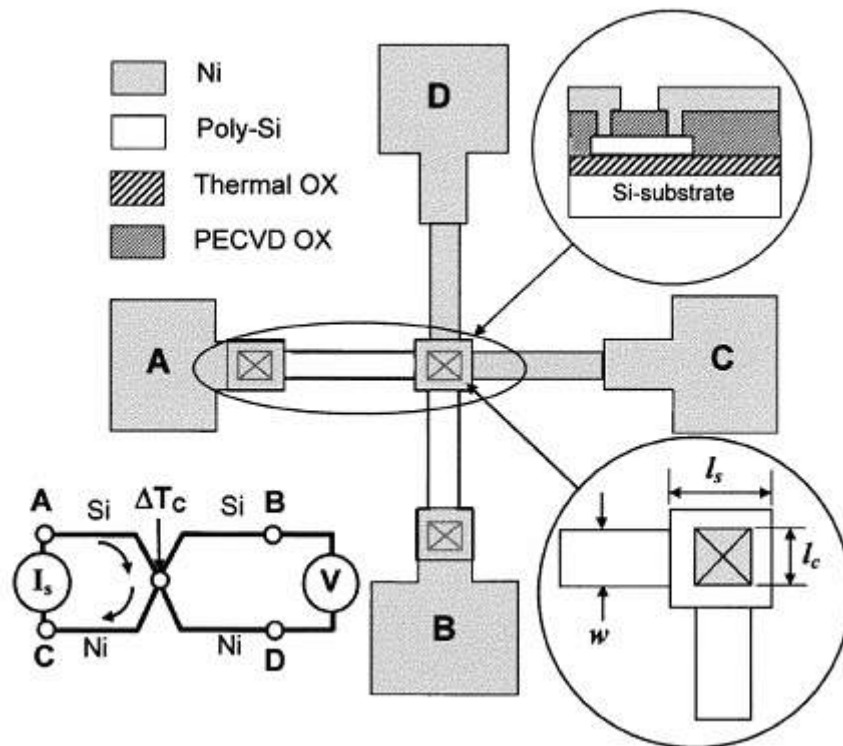 Ni
Poly-Si
Thermal OX
PECVD OX
D
Si-substrate
A
C
B
A
Si
ΔTc
Si
B
Is
V
C
Ni
Ni
D
ls
lc
w